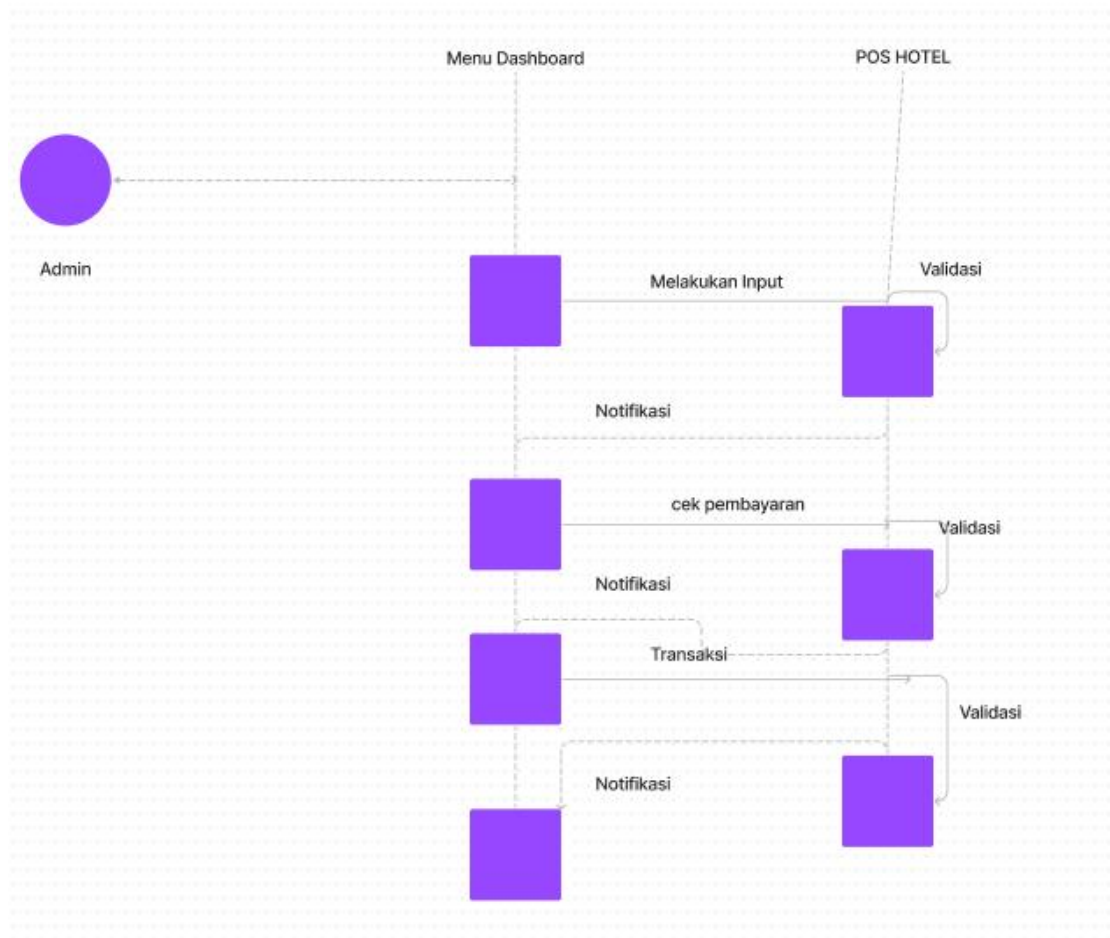 Menu Dashboard
POS HOTEL
Admin
Melakukan Input
Validasi
Notifikasi
cek pembayaran
Validasi
Notifikasi
Transaksi
Validasi
Notifikasi